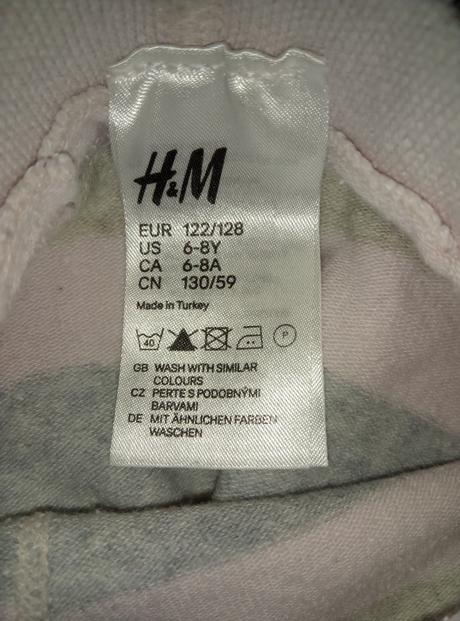 H&M
EUR 122/128
US 6-8Y
CA 6-8A
CN 130/59
Made in Turkey
40 P
GB WASH WITH SIMILAR
COLOURS
CZ PERTE S PODOBNÝMI
BARVAMI
DE MIT ÄHNLICHEN FARBEN
WASCHEN